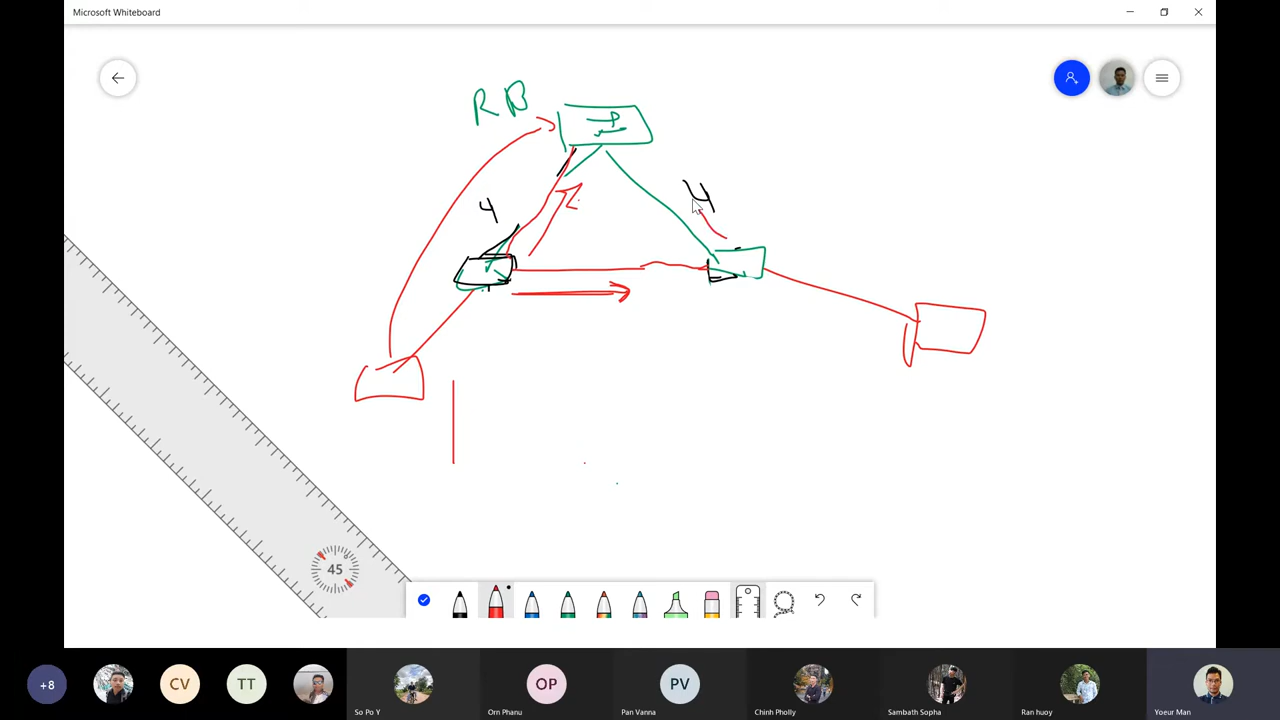 Microsoft Whiteboard
RB
4
4
45
+8
CV
TT
OP
PV
So Po Y
Orn Phanu
Pan Vanna
Chinh Pholly
Sambath Sopha
Ran huoy
Yoeur Man